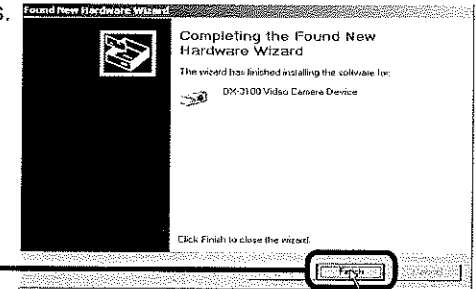 6.
Found New Hardware Wizard
Completing the Found New
Hardware Wizard
The wizard has finished installing the software for:
DX-3100 Video Camera Device
Click Finish to close the wizard.
Finish